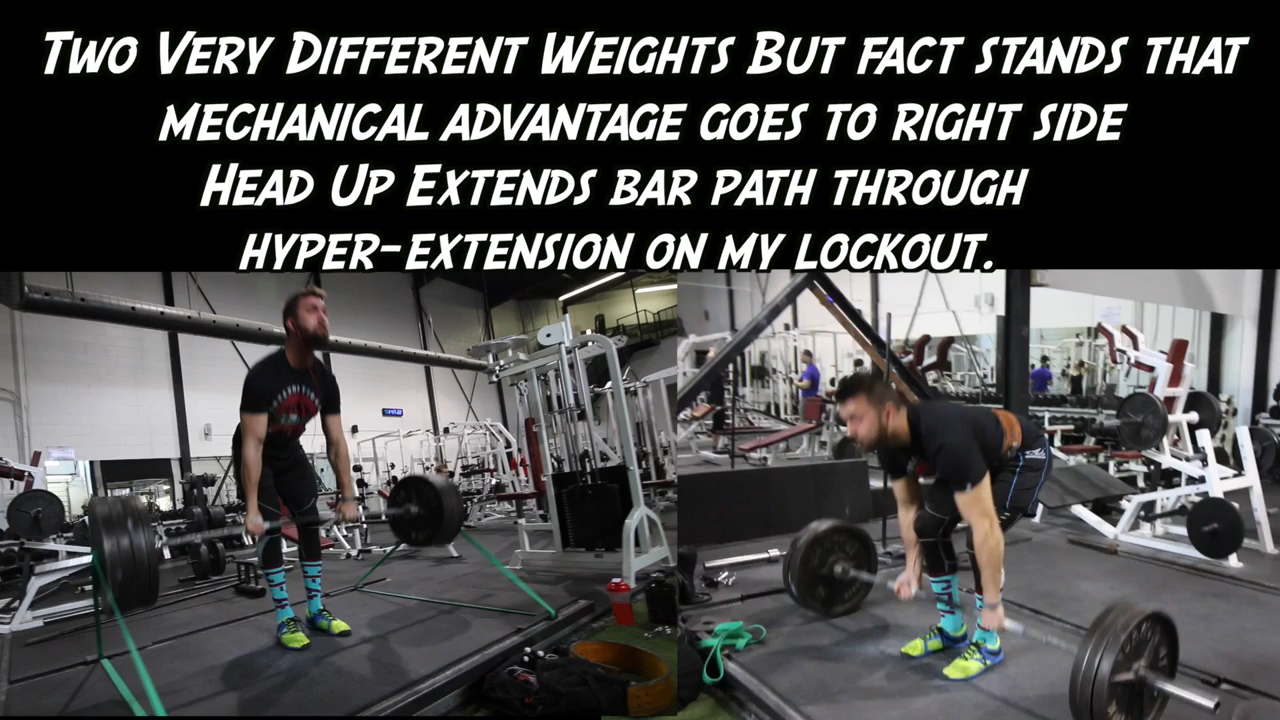 Two Very Different Weights But fact stands that
mechanical advantage goes to right side
Head Up Extends bar path through
hyper-extension on my lockout.